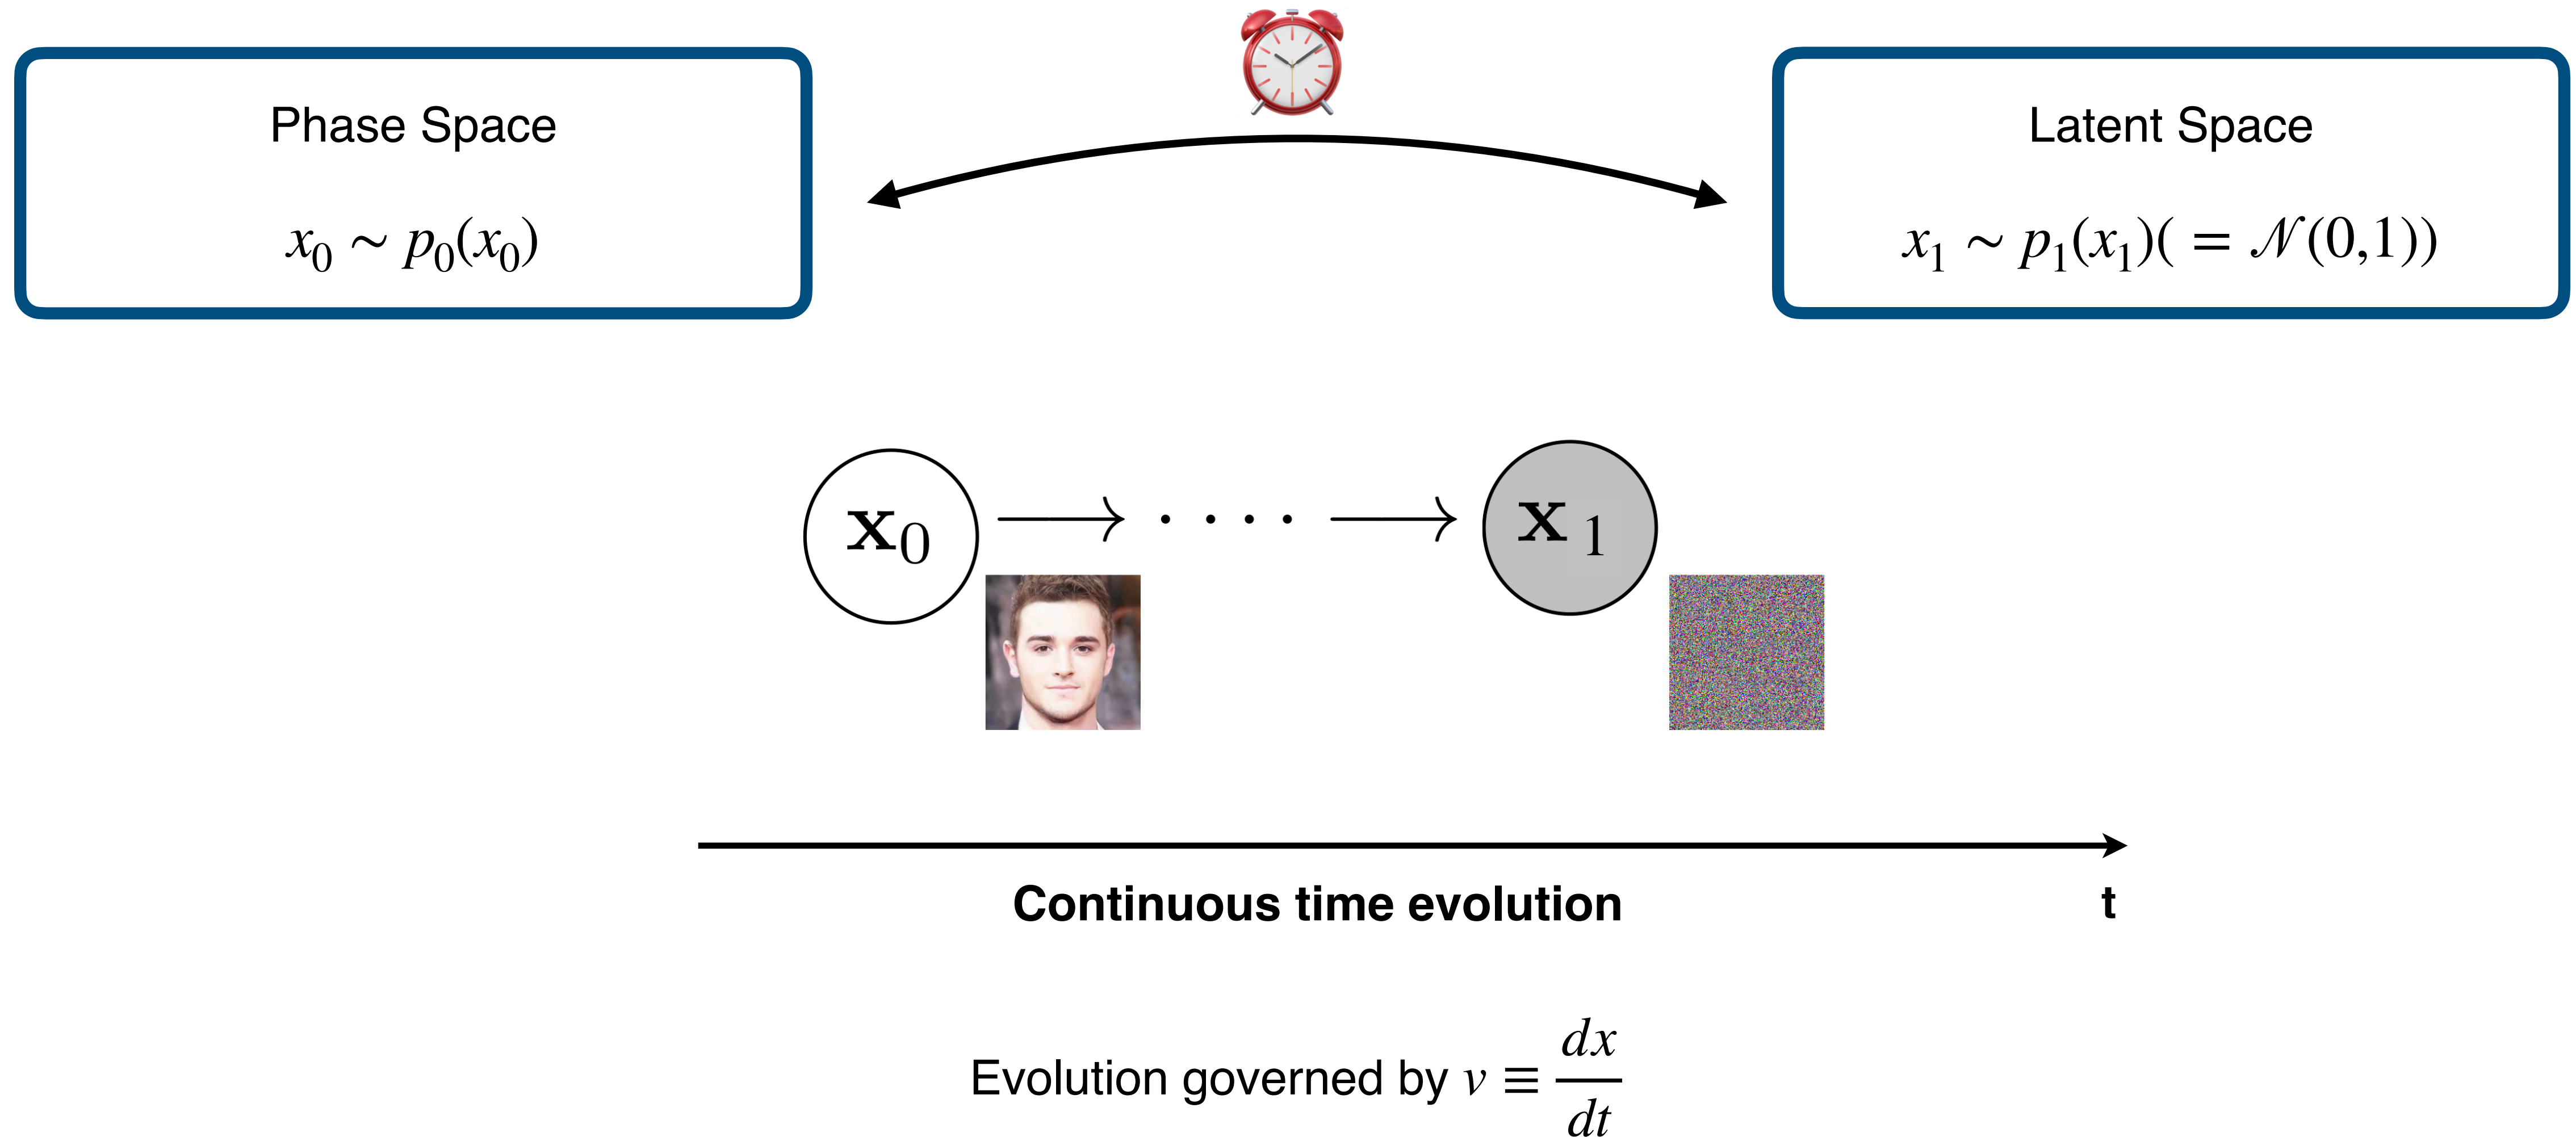 Phase Space
x₀ ∼ p₀(x₀)
Latent Space
x₁ ∼ p₁(x₁)( = 𝒩(0,1))
x₀
x₁
Continuous time evolution
t
Evolution governed by v ≡ dx/dt